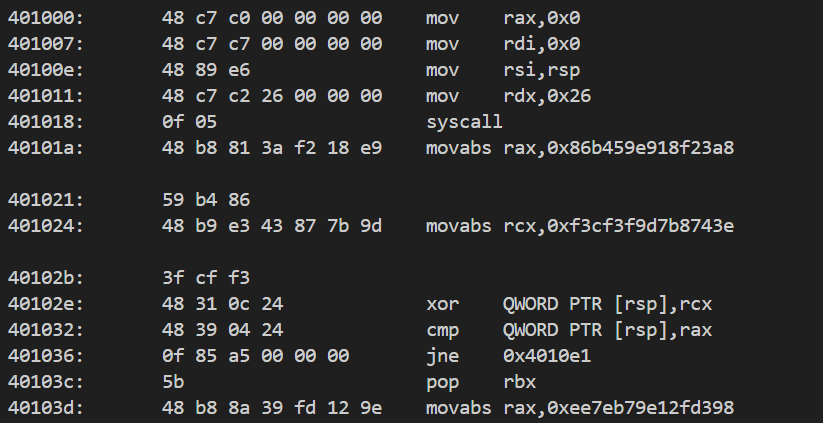 401000: 48 c7 c0 00 00 00 00 mov rax,0x0
401007: 48 c7 c7 00 00 00 00 mov rdi,0x0
40100e: 48 89 e6 mov rsi,rsp
401011: 48 c7 c2 26 00 00 00 mov rdx,0x26
401018: 0f 05 syscall
40101a: 48 b8 81 3a f2 18 e9 movabs rax,0x86b459e918f23a8
401021: 59 b4 86
401024: 48 b9 e3 43 87 7b 9d movabs rcx,0xf3cf3f9d7b8743e
40102b: 3f cf f3
40102e: 48 31 0c 24 xor QWORD PTR [rsp],rcx
401032: 48 39 04 24 cmp QWORD PTR [rsp],rax
401036: 0f 85 a5 00 00 00 jne 0x4010e1
40103c: 5b pop rbx
40103d: 48 b8 8a 39 fd 12 9e movabs rax,0xee7eb79e12fd398